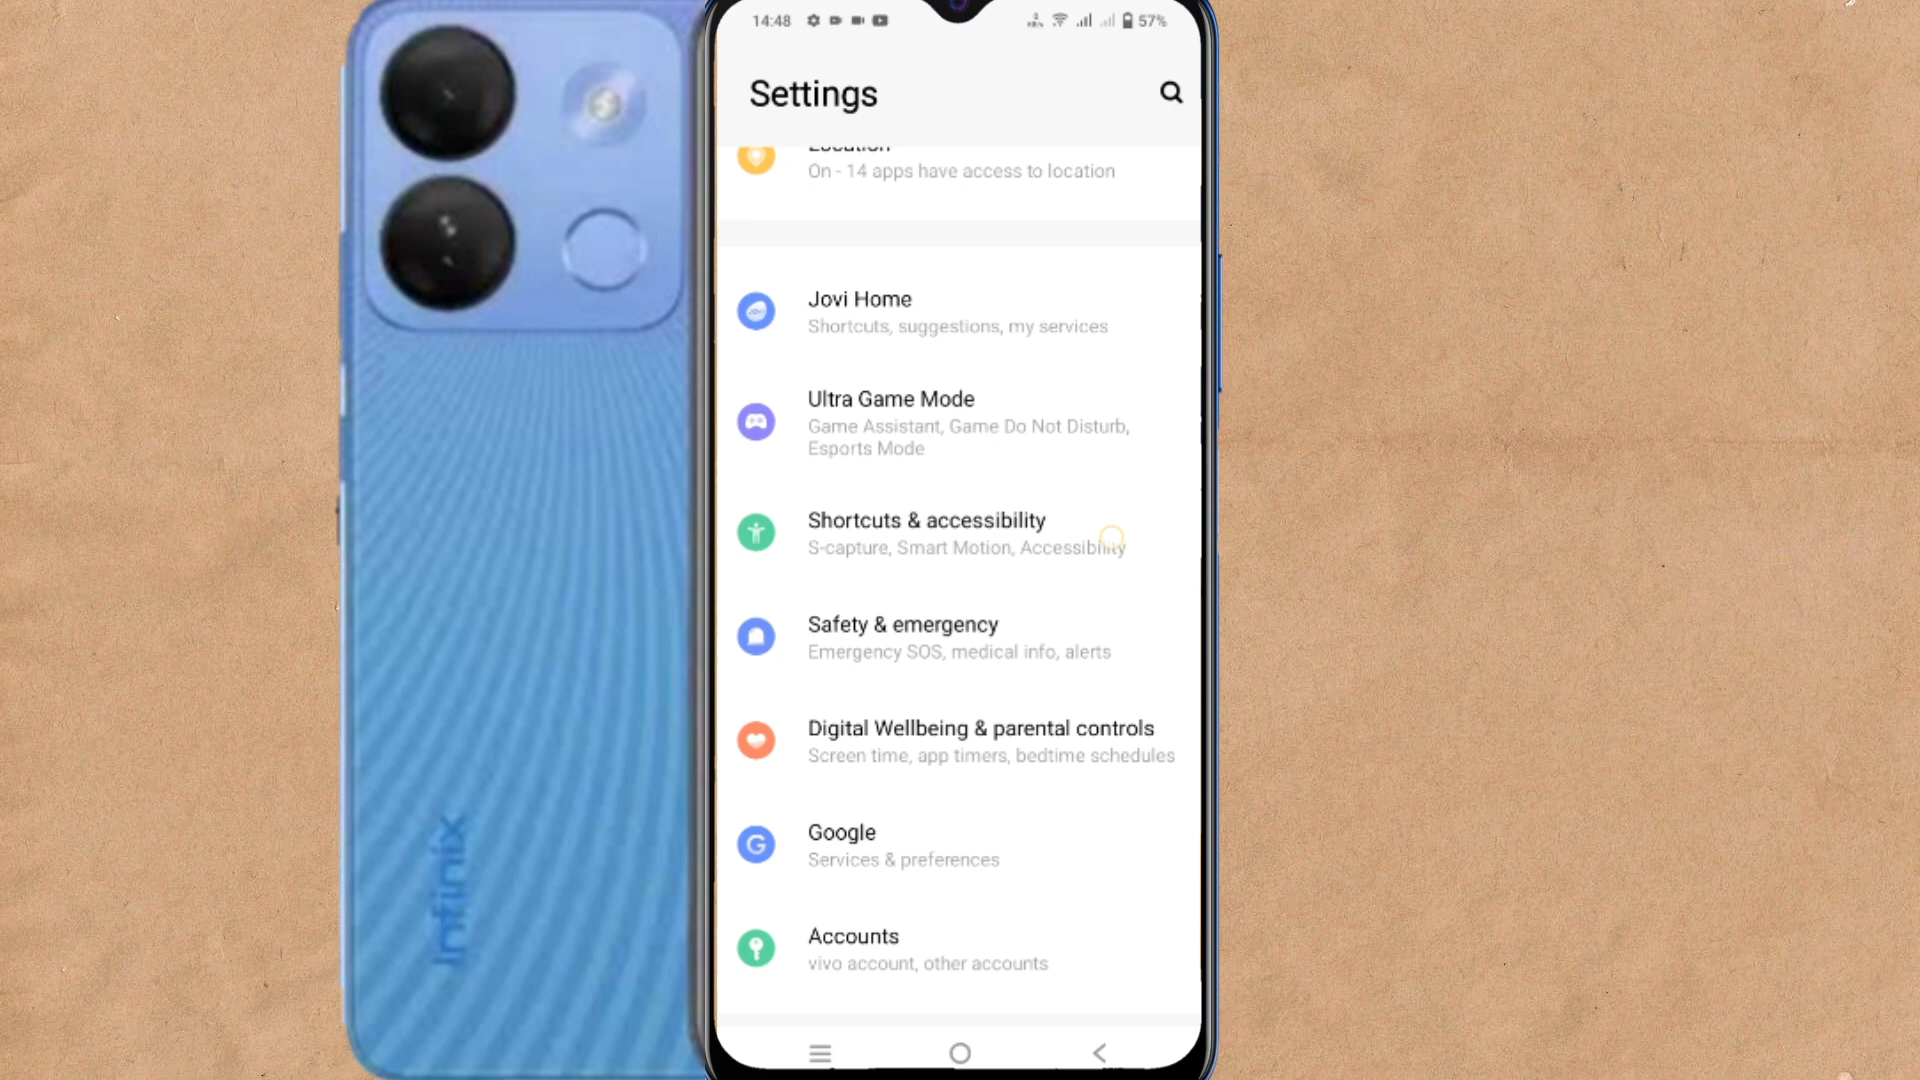 14:48
57%
Settings
Location
On - 14 apps have access to location
Jovi Home
Shortcuts, suggestions, my services
Ultra Game Mode
Game Assistant, Game Do Not Disturb,
Esports Mode
Shortcuts & accessibility
S-capture, Smart Motion, Accessibility
Safety & emergency
Emergency SOS, medical info, alerts
Digital Wellbeing & parental controls
Screen time, app timers, bedtime schedules
Google
Services & preferences
Accounts
vivo account, other accounts
Infinix